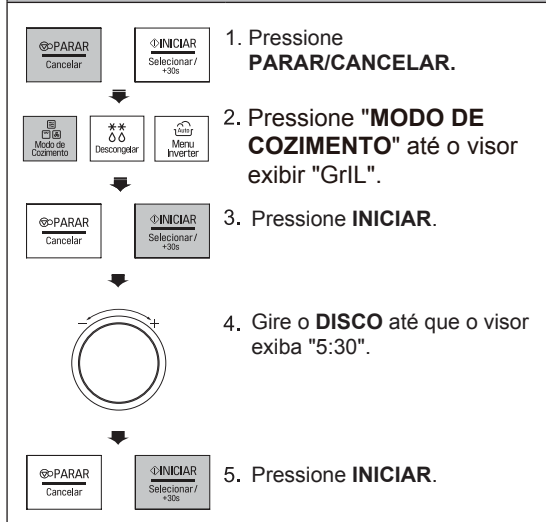 PARAR
Cancelar
INICIAR
Selecionar/
+30s
1. Pressione
PARAR/CANCELAR.
Modo de
Cozimento
Descongelar
Auto
Menu
Inverter
2. Pressione "MODO DE
COZIMENTO" até o visor
exibir "GrIL".
PARAR
Cancelar
INICIAR
Selecionar/
+30s
3. Pressione INICIAR.
- +
4. Gire o DISCO até que o visor
exiba "5:30".
PARAR
Cancelar
INICIAR
Selecionar/
+30s
5. Pressione INICIAR.